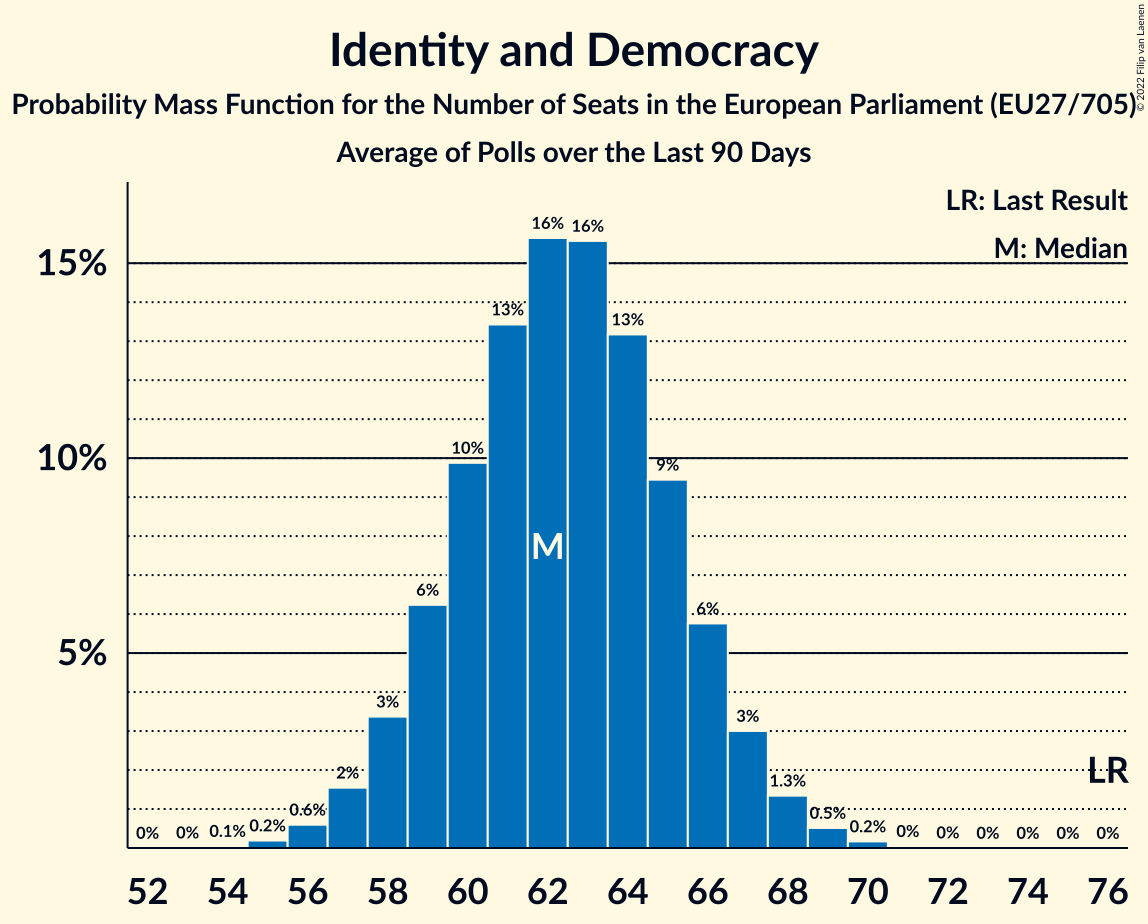 Identity and Democracy
Probability Mass Function for the Number of Seats in the European Parliament (EU27/705)
Average of Polls over the Last 90 Days
© 2022 Filip van Laenen
LR: Last Result
M: Median
15%
10%
5%
0% 0% 0.1% 0.2% 0.6% 2% 3% 6% 10% 13% 16% 16% 13% 9% 6% 3% 1.3% 0.5% 0.2% 0% 0% 0% 0% 0% 0%
M
LR
52 54 56 58 60 62 64 66 68 70 72 74 76